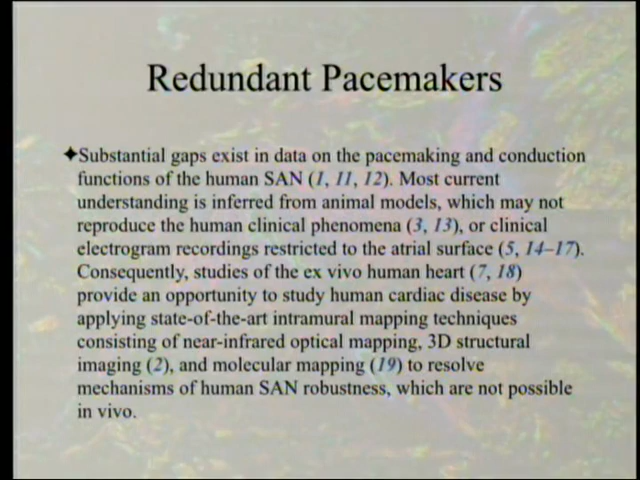 Redundant Pacemakers
✦Substantial gaps exist in data on the pacemaking and conduction
functions of the human SAN (1, 11, 12). Most current
understanding is inferred from animal models, which may not
reproduce the human clinical phenomena (3, 13), or clinical
electrogram recordings restricted to the atrial surface (5, 14–17).
Consequently, studies of the ex vivo human heart (7, 18)
provide an opportunity to study human cardiac disease by
applying state-of-the-art intramural mapping techniques
consisting of near-infrared optical mapping, 3D structural
imaging (2), and molecular mapping (19) to resolve
mechanisms of human SAN robustness, which are not possible
in vivo.